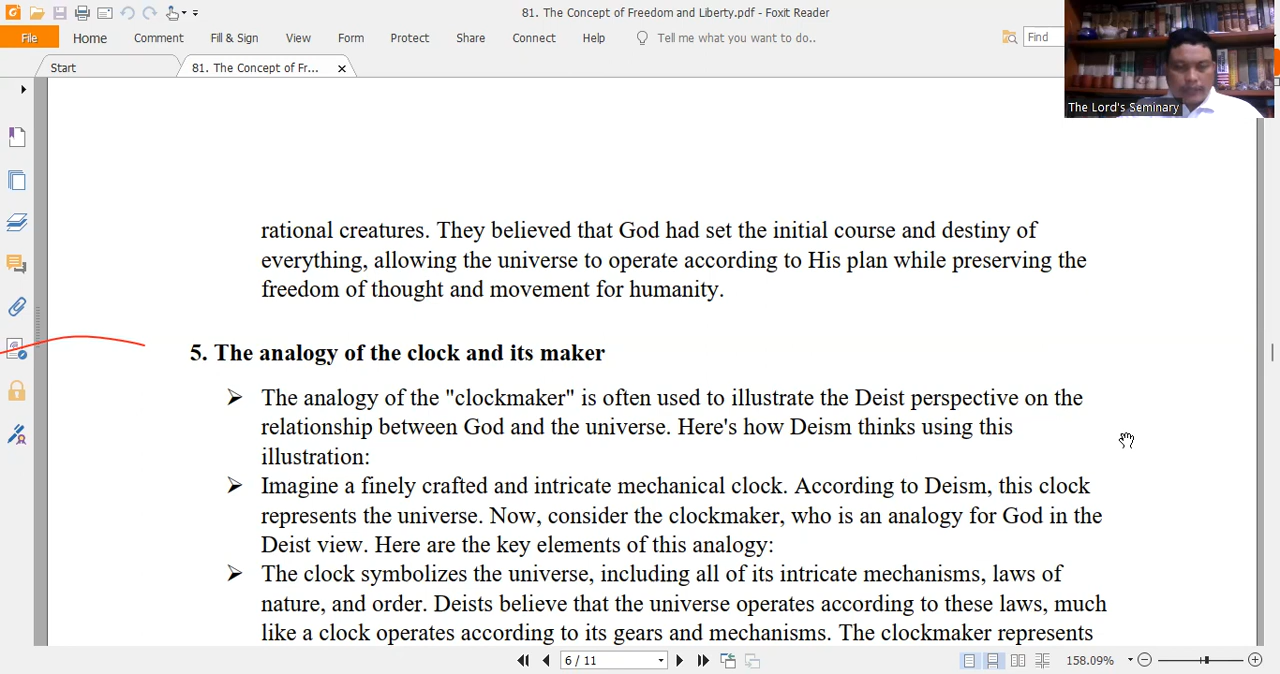 81. The Concept of Freedom and Liberty.pdf - Foxit Reader
File Home Comment Fill & Sign View Form Protect Share Connect Help Tell me what you want to do.. Find
Start 81. The Concept of Fr...
The Lord's Seminary
rational creatures. They believed that God had set the initial course and destiny of
everything, allowing the universe to operate according to His plan while preserving the
freedom of thought and movement for humanity.
5. The analogy of the clock and its maker
➢ The analogy of the "clockmaker" is often used to illustrate the Deist perspective on the
relationship between God and the universe. Here's how Deism thinks using this
illustration:
➢ Imagine a finely crafted and intricate mechanical clock. According to Deism, this clock
represents the universe. Now, consider the clockmaker, who is an analogy for God in the
Deist view. Here are the key elements of this analogy:
➢ The clock symbolizes the universe, including all of its intricate mechanisms, laws of
nature, and order. Deists believe that the universe operates according to these laws, much
like a clock operates according to its gears and mechanisms. The clockmaker represents
6 / 11
158.09%